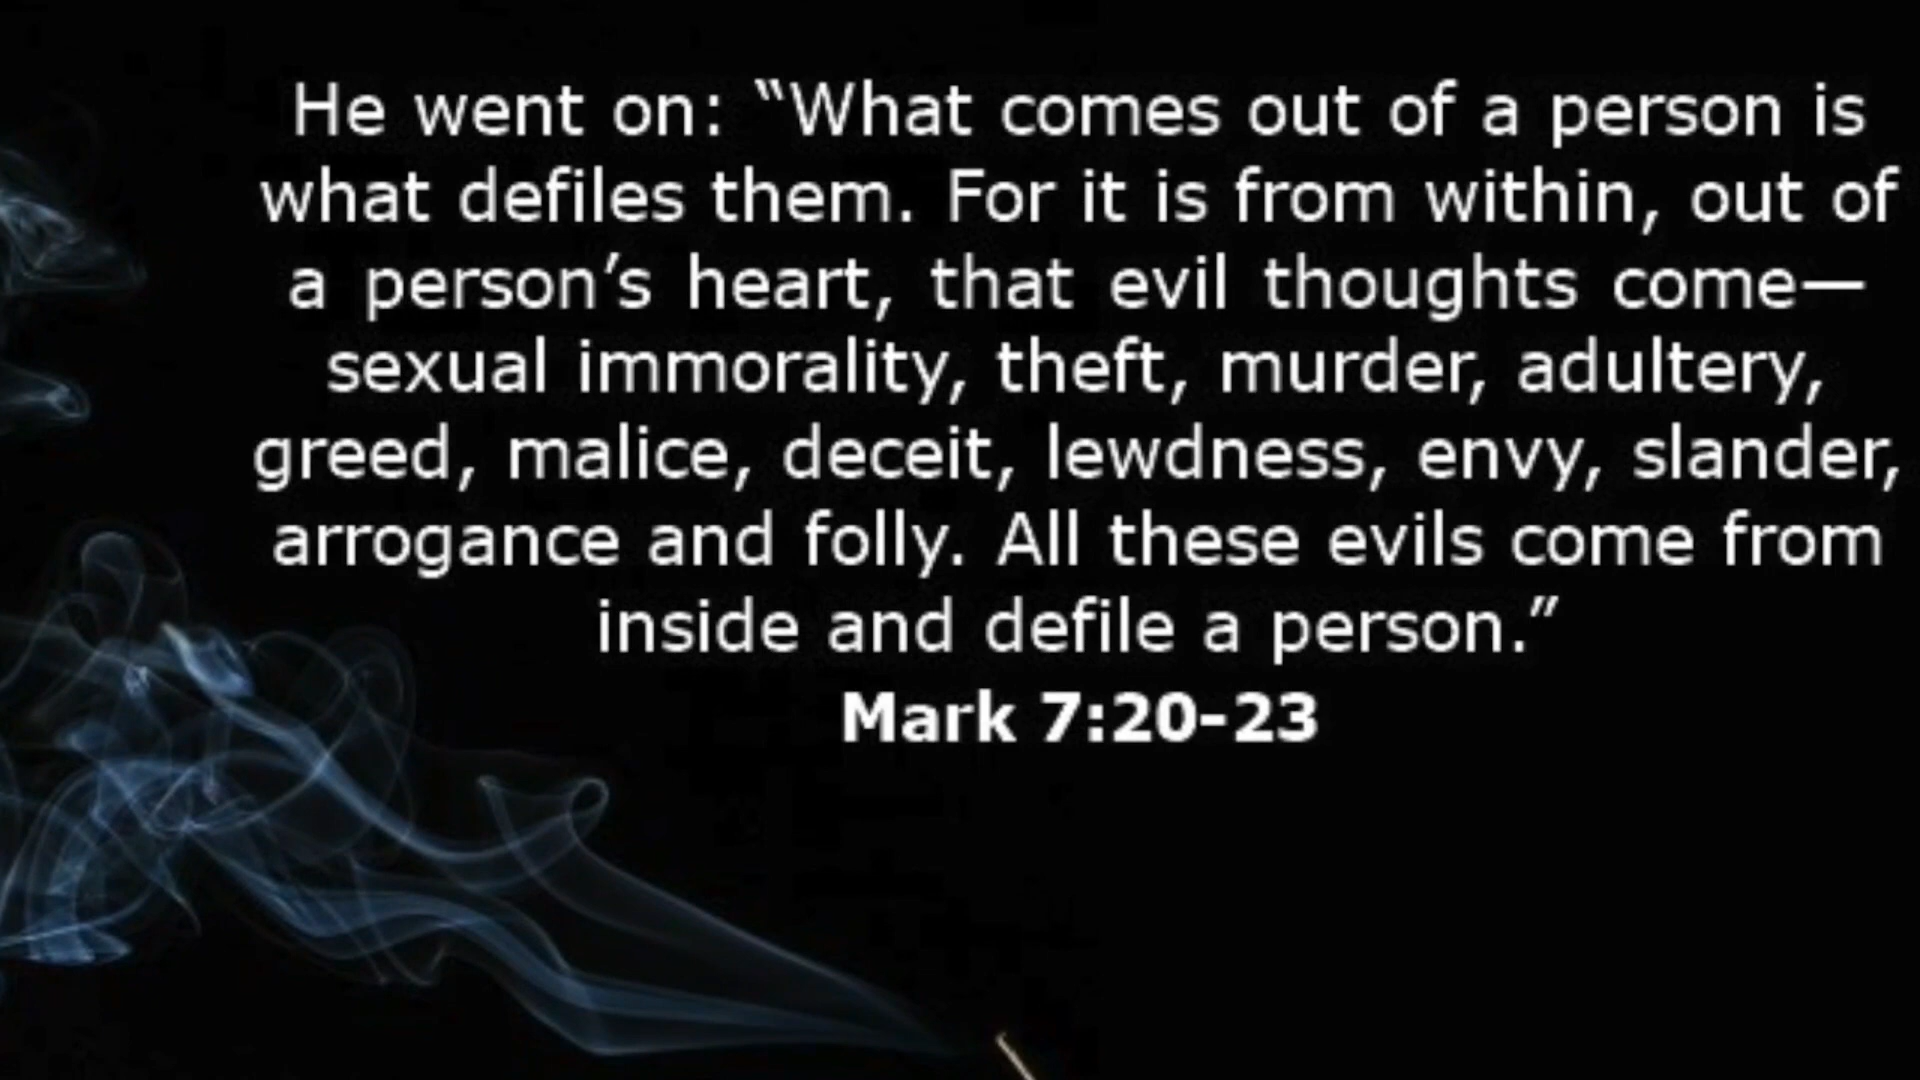 He went on: “What comes out of a person is
what defiles them. For it is from within, out of
a person’s heart, that evil thoughts come—
sexual immorality, theft, murder, adultery,
greed, malice, deceit, lewdness, envy, slander,
arrogance and folly. All these evils come from
inside and defile a person.”
Mark 7:20-23